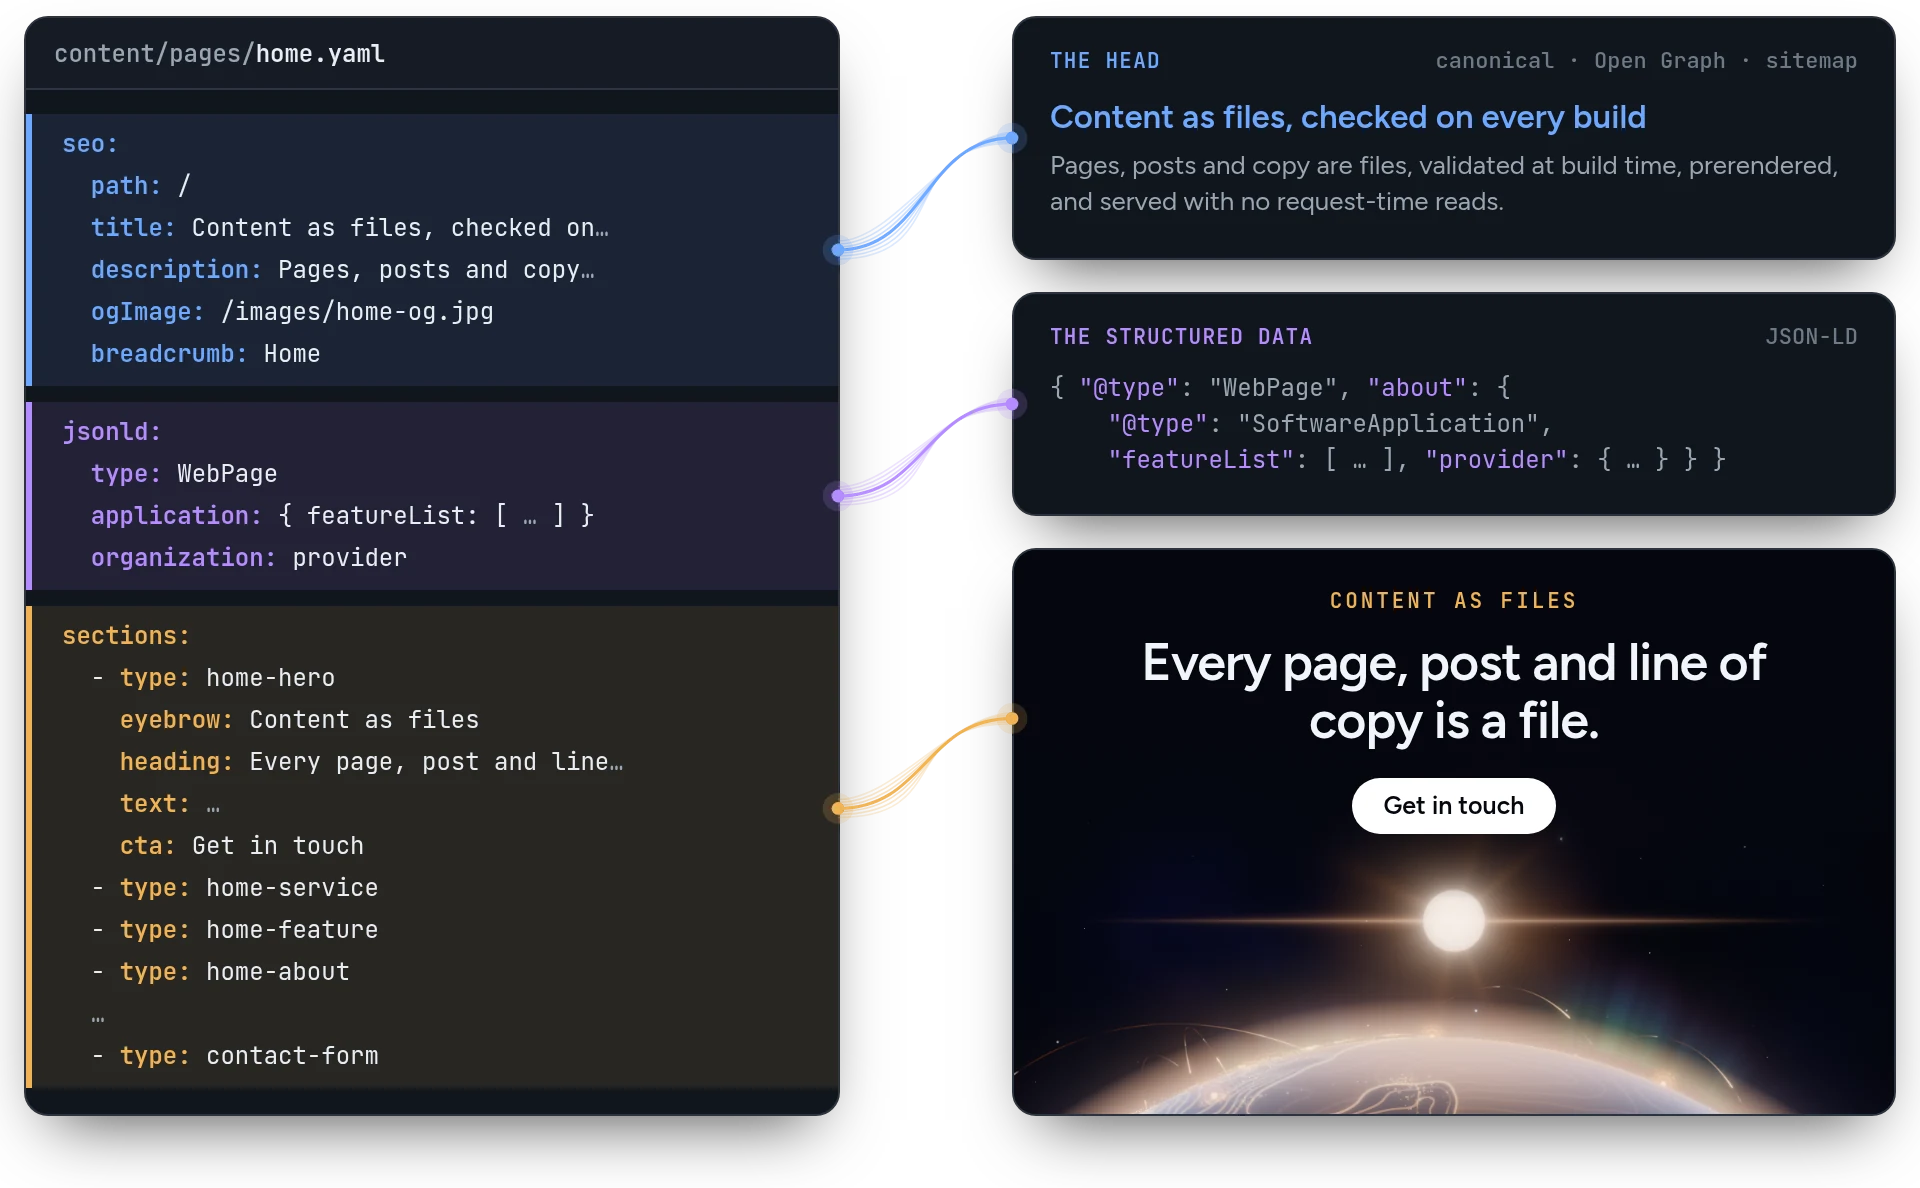 content/pages/home.yaml
seo:
path: /
title: Content as files, checked on…
description: Pages, posts and copy…
ogImage: /images/home-og.jpg
breadcrumb: Home
jsonld:
type: WebPage
application: { featureList: [ … ] }
organization: provider
sections:
- type: home-hero
eyebrow: Content as files
heading: Every page, post and line…
text: …
cta: Get in touch
- type: home-service
- type: home-feature
- type: home-about
…
- type: contact-form
THE HEAD
canonical · Open Graph · sitemap
Content as files, checked on every build
Pages, posts and copy are files, validated at build time, prerendered,
and served with no request-time reads.
THE STRUCTURED DATA
JSON-LD
{ "@type": "WebPage", "about": {
"@type": "SoftwareApplication",
"featureList": [ … ], "provider": { … } } }
CONTENT AS FILES
Every page, post and line of
copy is a file.
Get in touch